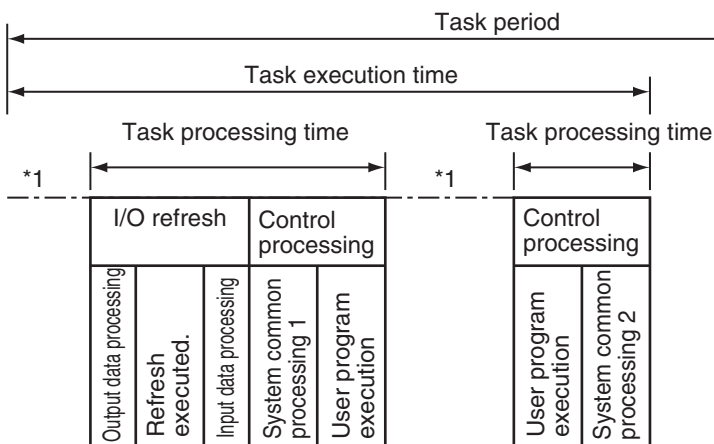 Task period
Task execution time
Task processing time
Task processing time
*1
*1
I/O refresh
Control
processing
Control
processing
Output data processing
Refresh
executed.
Input data processing
System common
processing 1
User program
execution
User program
execution
System common
processing 2